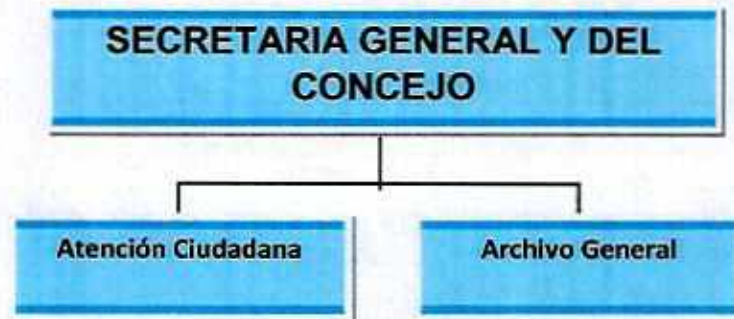 SECRETARIA GENERAL Y DEL
CONCEJO
Atención Ciudadana
Archivo General